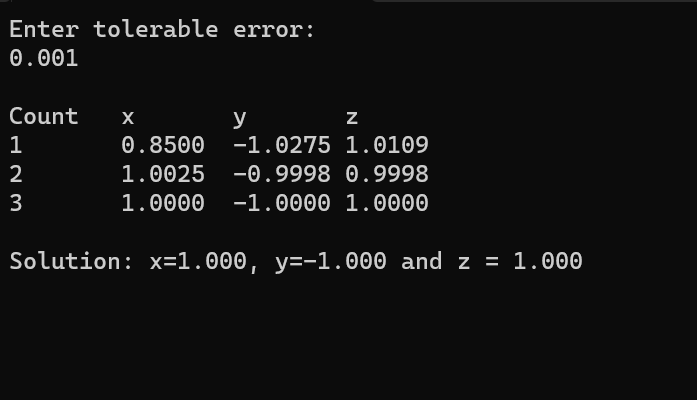 Enter tolerable error:
0.001
Count x y z
1 0.8500 −1.0275 1.0109
2 1.0025 −0.9998 0.9998
3 1.0000 −1.0000 1.0000
Solution: x=1.000, y=−1.000 and z = 1.000